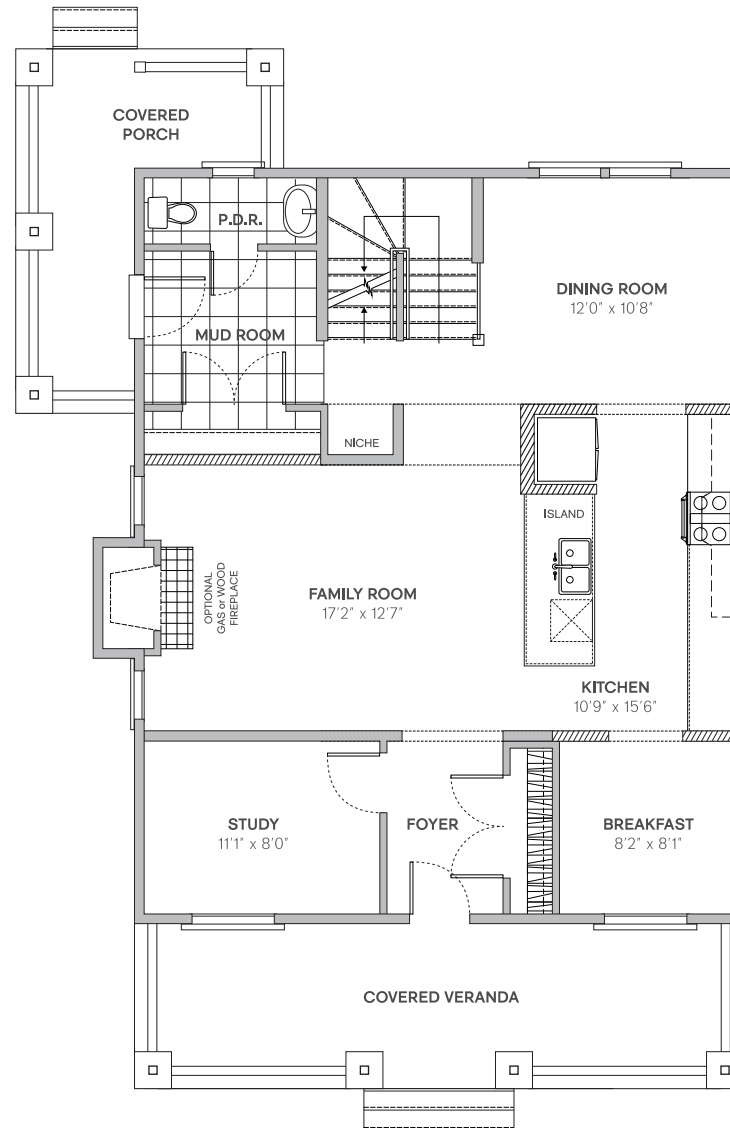 COVERED
PORCH
P.D.R.
MUD ROOM
DINING ROOM
12'0" x 10'8"
NICHE
ISLAND
OPTIONAL
GAS or WOOD
FIREPLACE
FAMILY ROOM
17'2" x 12'7"
KITCHEN
10'9" x 15'6"
STUDY
11'1" x 8'0"
FOYER
BREAKFAST
8'2" x 8'1"
COVERED VERANDA